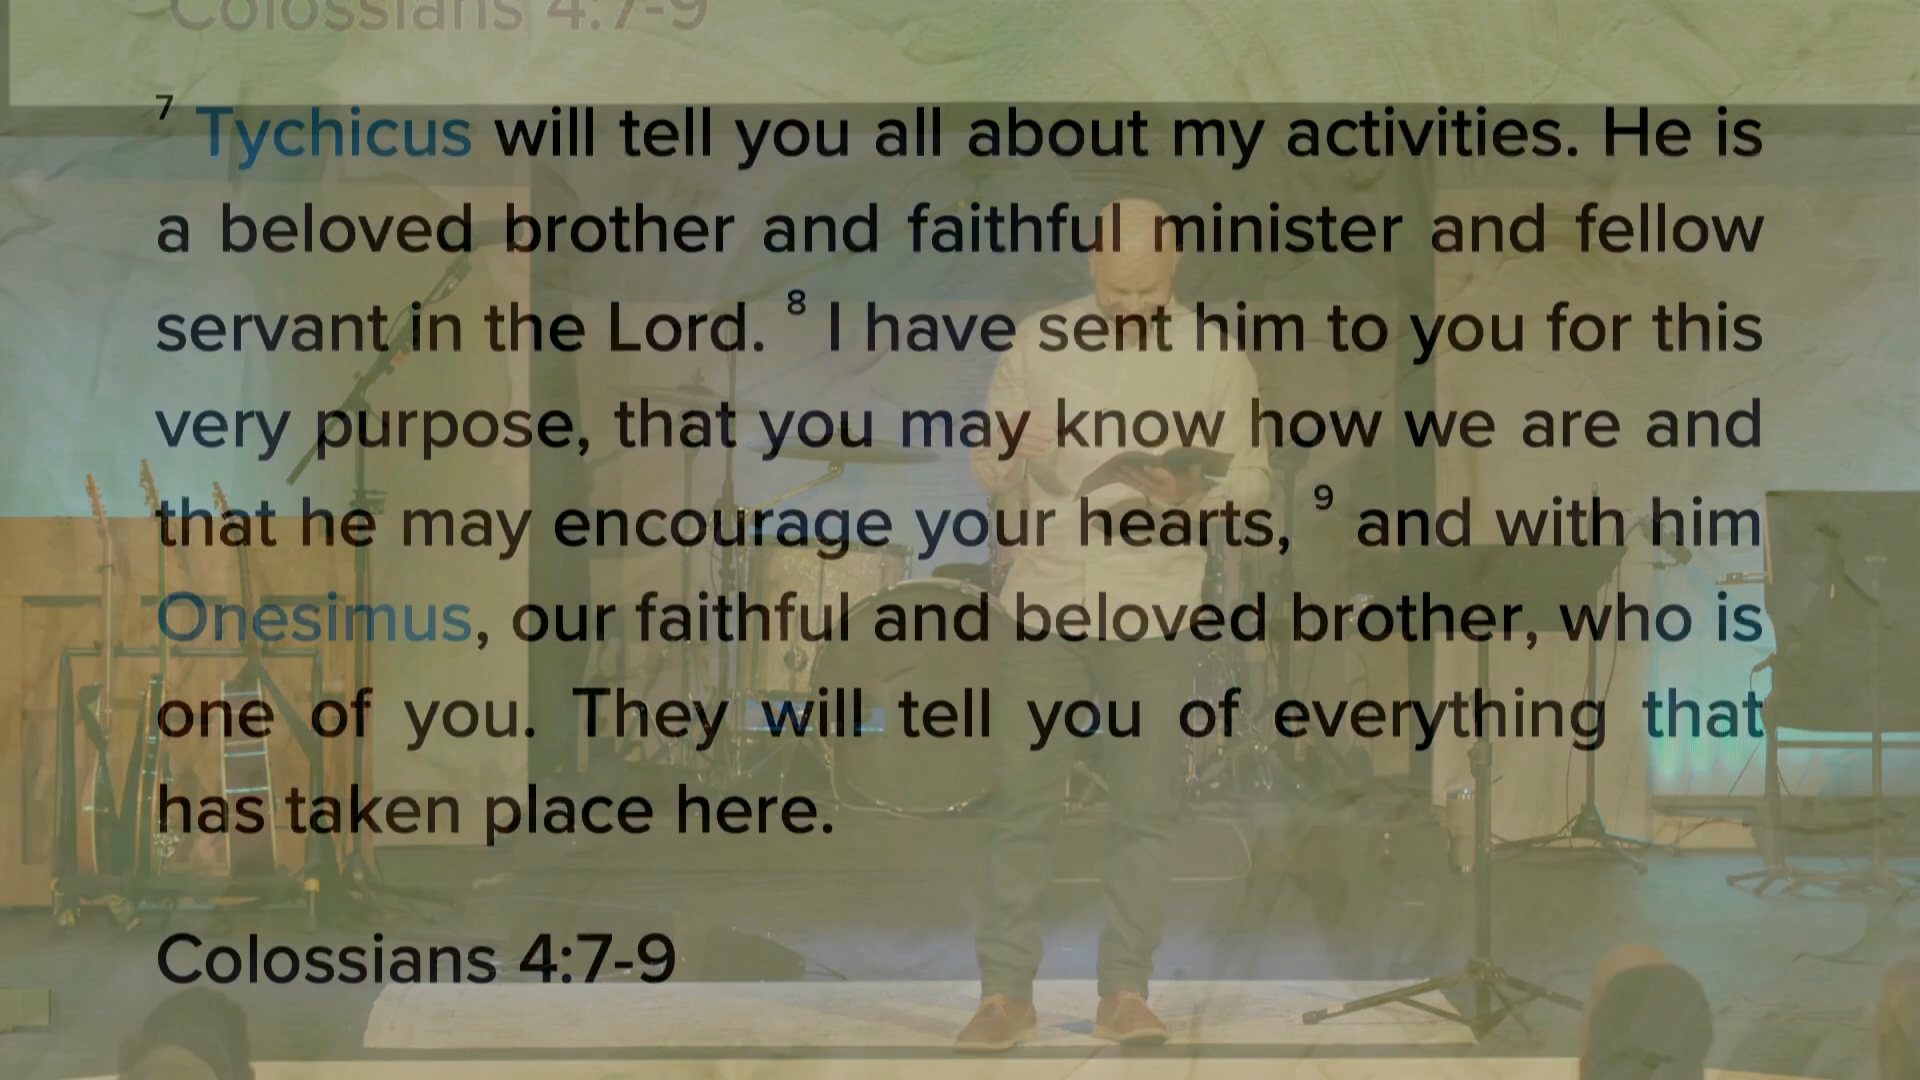 Colossians 4:7-9
7 Tychicus will tell you all about my activities. He is
a beloved brother and faithful minister and fellow
servant in the Lord. 8 I have sent him to you for this
very purpose, that you may know how we are and
that he may encourage your hearts, 9 and with him
Onesimus, our faithful and beloved brother, who is
one of you. They will tell you of everything that
has taken place here.
Colossians 4:7-9